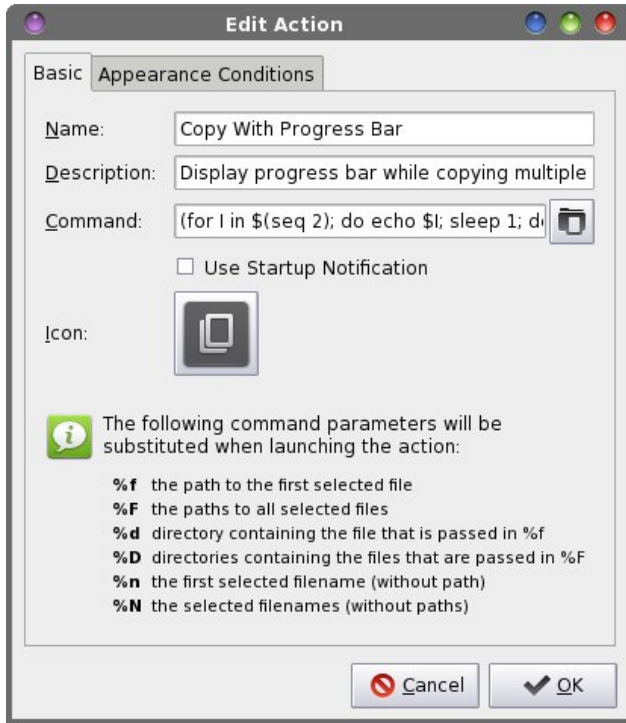 Edit Action
Basic Appearance Conditions
Name: Copy With Progress Bar
Description: Display progress bar while copying multiple
Command: (for I in $(seq 2); do echo $I; sleep 1; d
Use Startup Notification
Icon:
The following command parameters will be
substituted when launching the action:
%f the path to the first selected file
%F the paths to all selected files
%d directory containing the file that is passed in %f
%D directories containing the files that are passed in %F
%n the first selected filename (without path)
%N the selected filenames (without paths)
Cancel OK